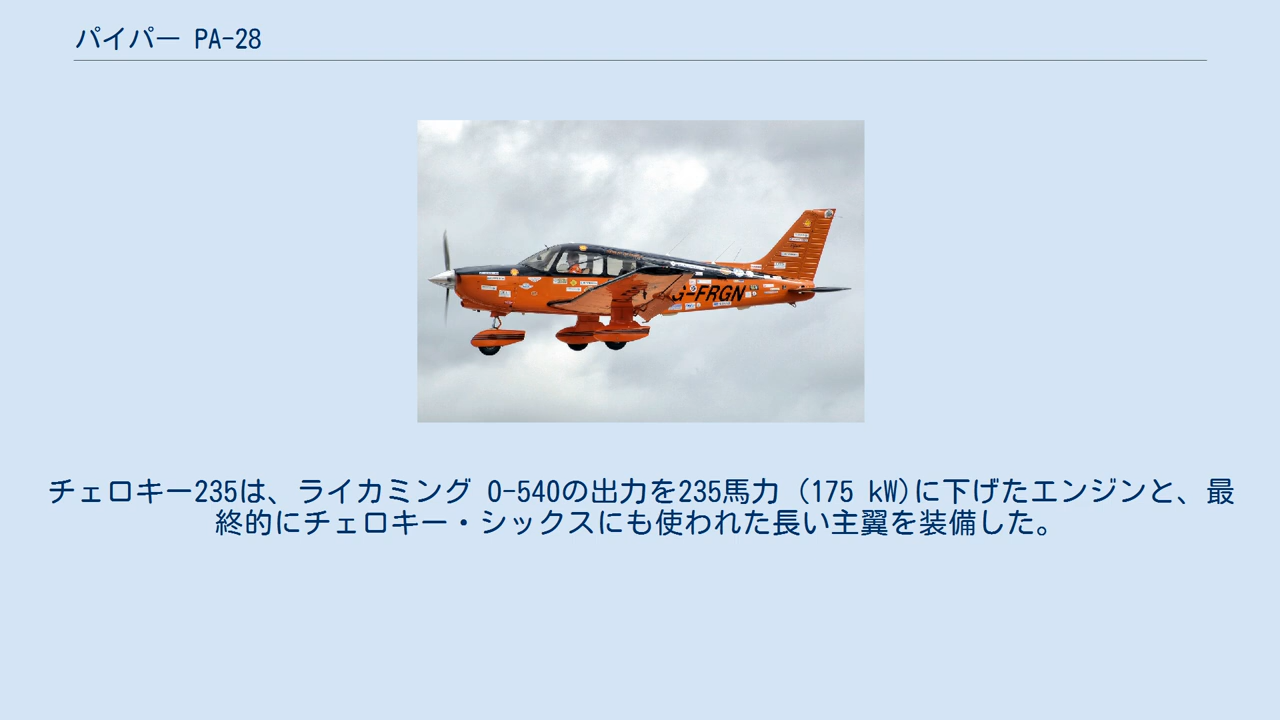 パイパー PA-28
G-FRGN
チェロキー235は、ライカミング O-540の出力を235馬力 (175 kW)に下げたエンジンと、最
終的にチェロキー・シックスにも使われた長い主翼を装備した。